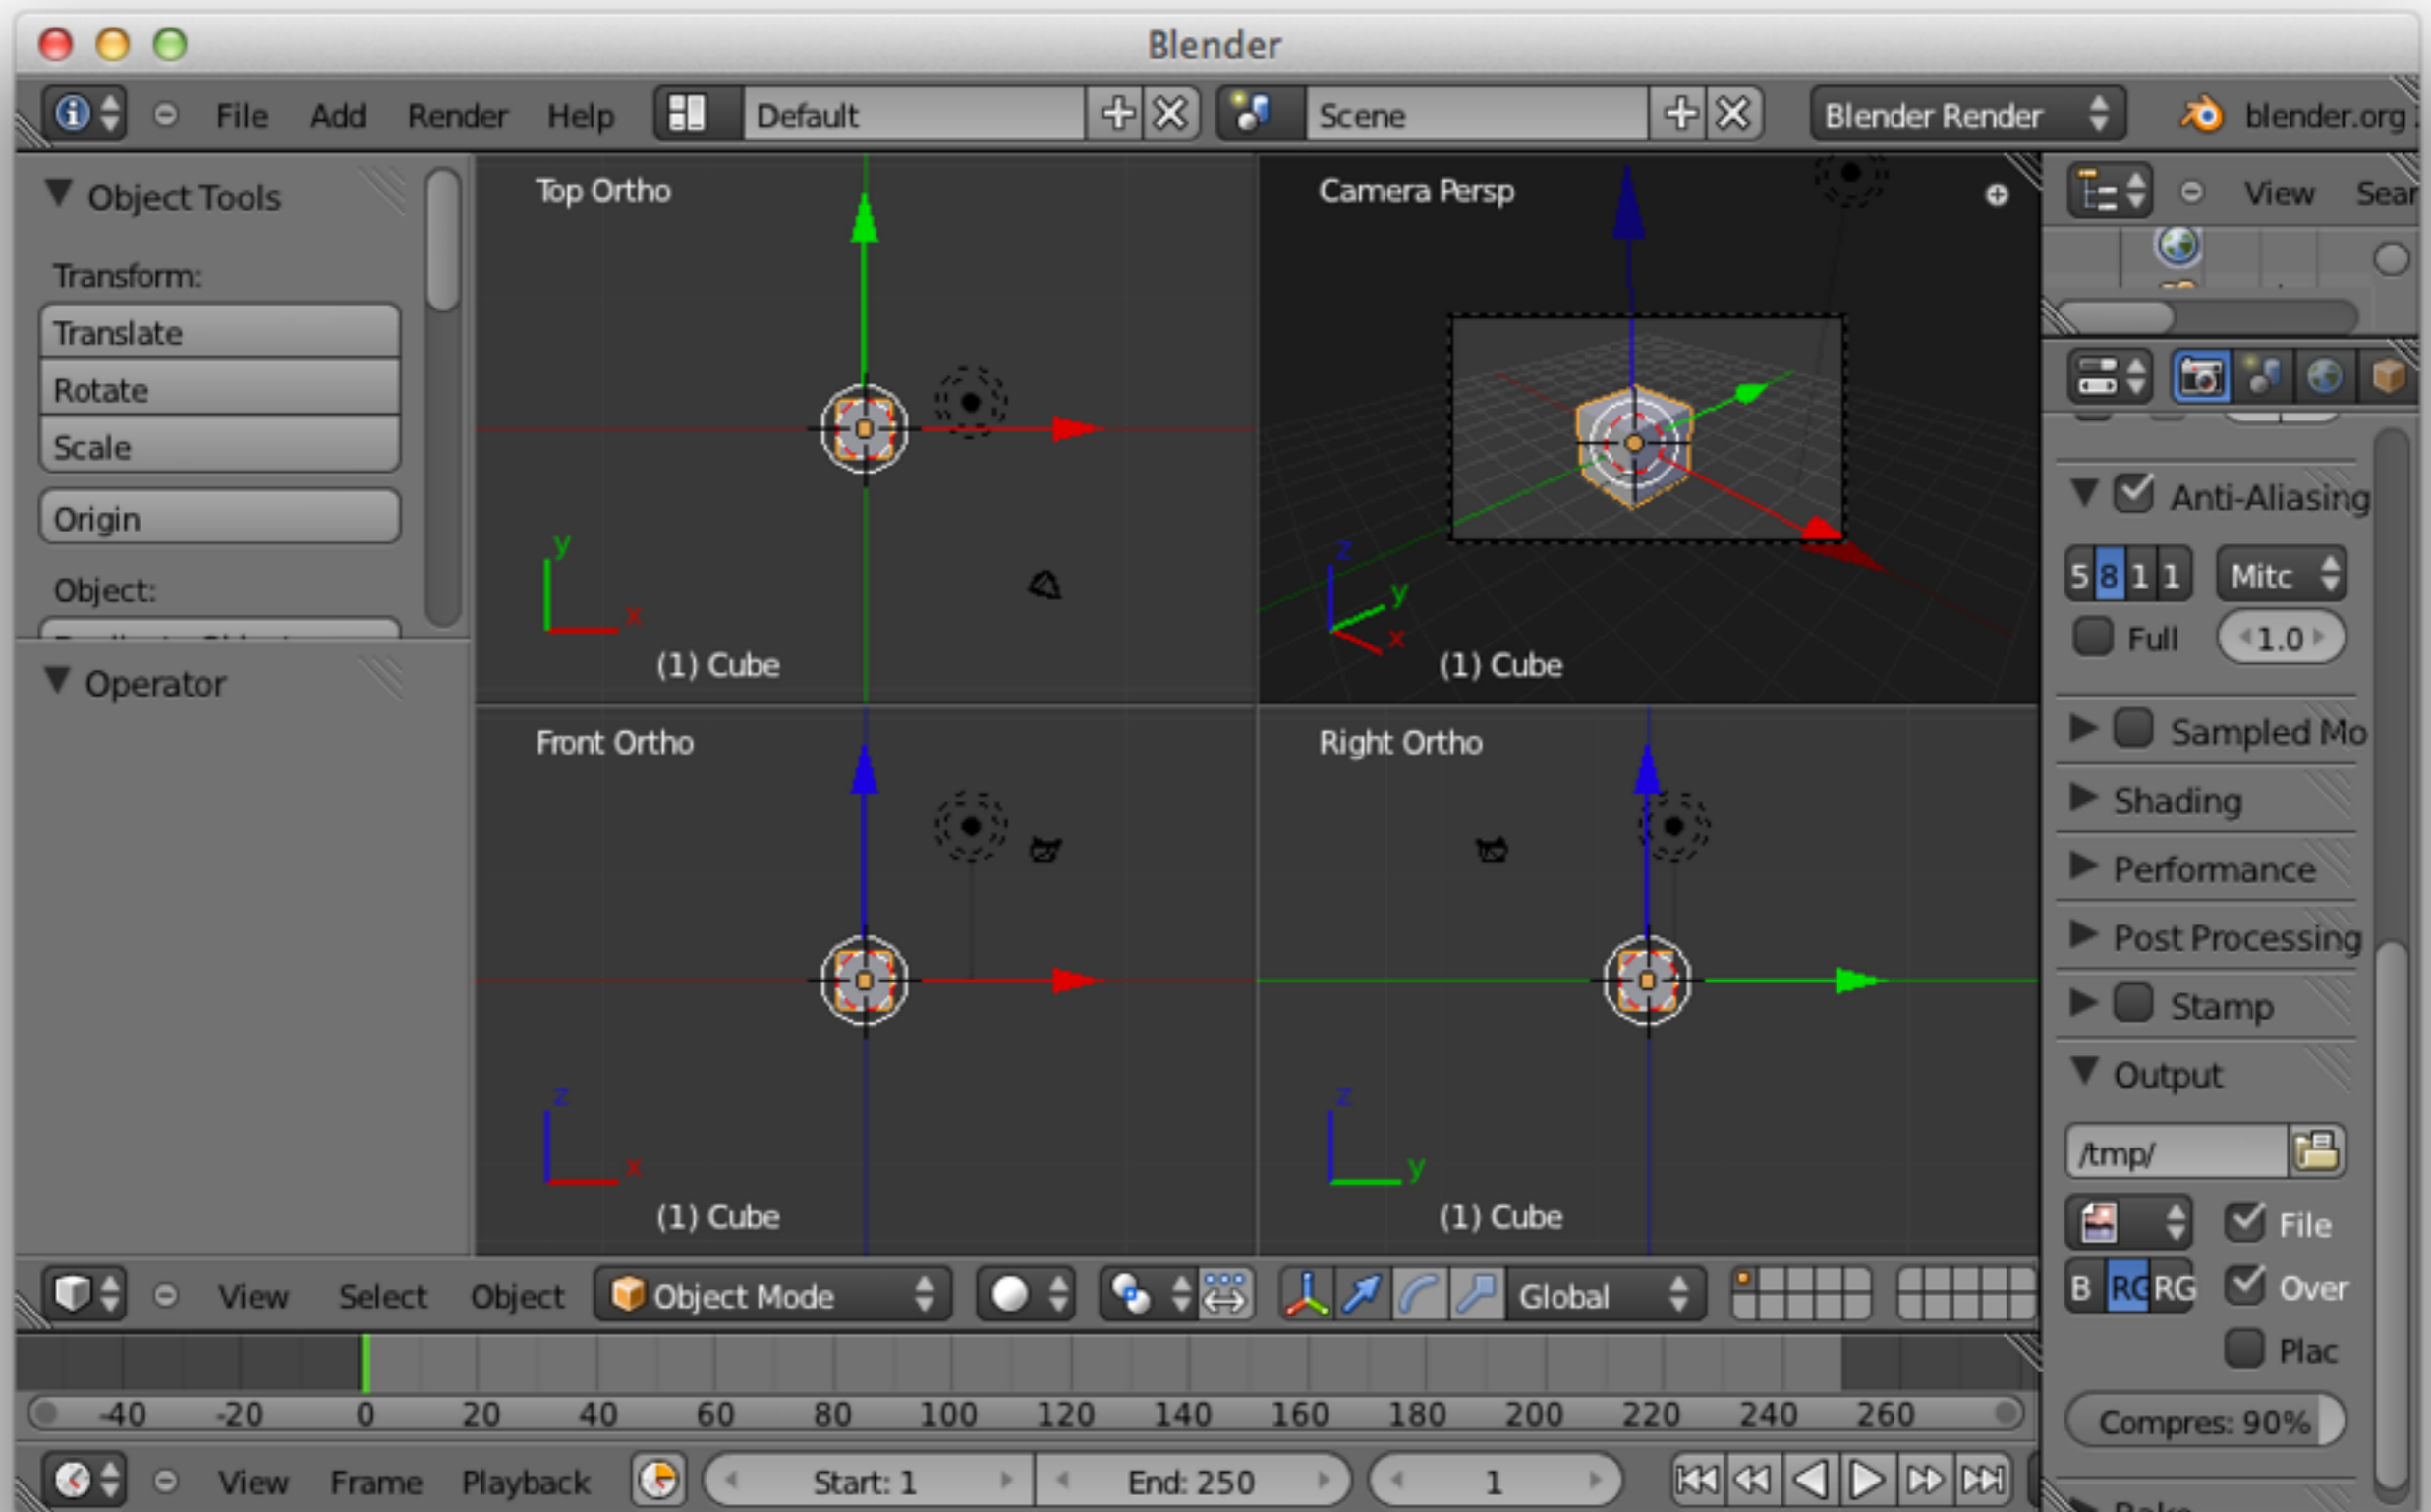 Blender
File Add Render Help Default Scene Blender Render blender.org
Object Tools
Transform:
Translate
Rotate
Scale
Origin
Object:
Operator
Top Ortho
y
x
(1) Cube
Camera Persp
z
y
x
(1) Cube
Front Ortho
z
x
(1) Cube
Right Ortho
z
y
(1) Cube
View Sear
Anti-Aliasing
5 8 1 1 Mitc
Full 1.0
Sampled Mo
Shading
Performance
Post Processing
Stamp
Output
/tmp/
File
B RG RG Over
Plac
Compres: 90%
View Select Object Object Mode Global
-40 -20 0 20 40 60 80 100 120 140 160 180 200 220 240 260
View Frame Playback Start: 1 End: 250 1